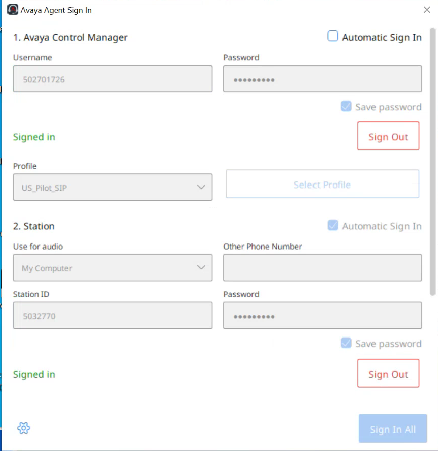 Avaya Agent Sign In
1. Avaya Control Manager
Automatic Sign In
Username
Password
502701726
•••••••••
Save password
Signed in
Sign Out
Profile
US_Pilot_SIP
Select Profile
2. Station
Automatic Sign In
Use for audio
Other Phone Number
My Computer
Station ID
Password
5032770
•••••••••
Save password
Signed in
Sign Out
Sign In All